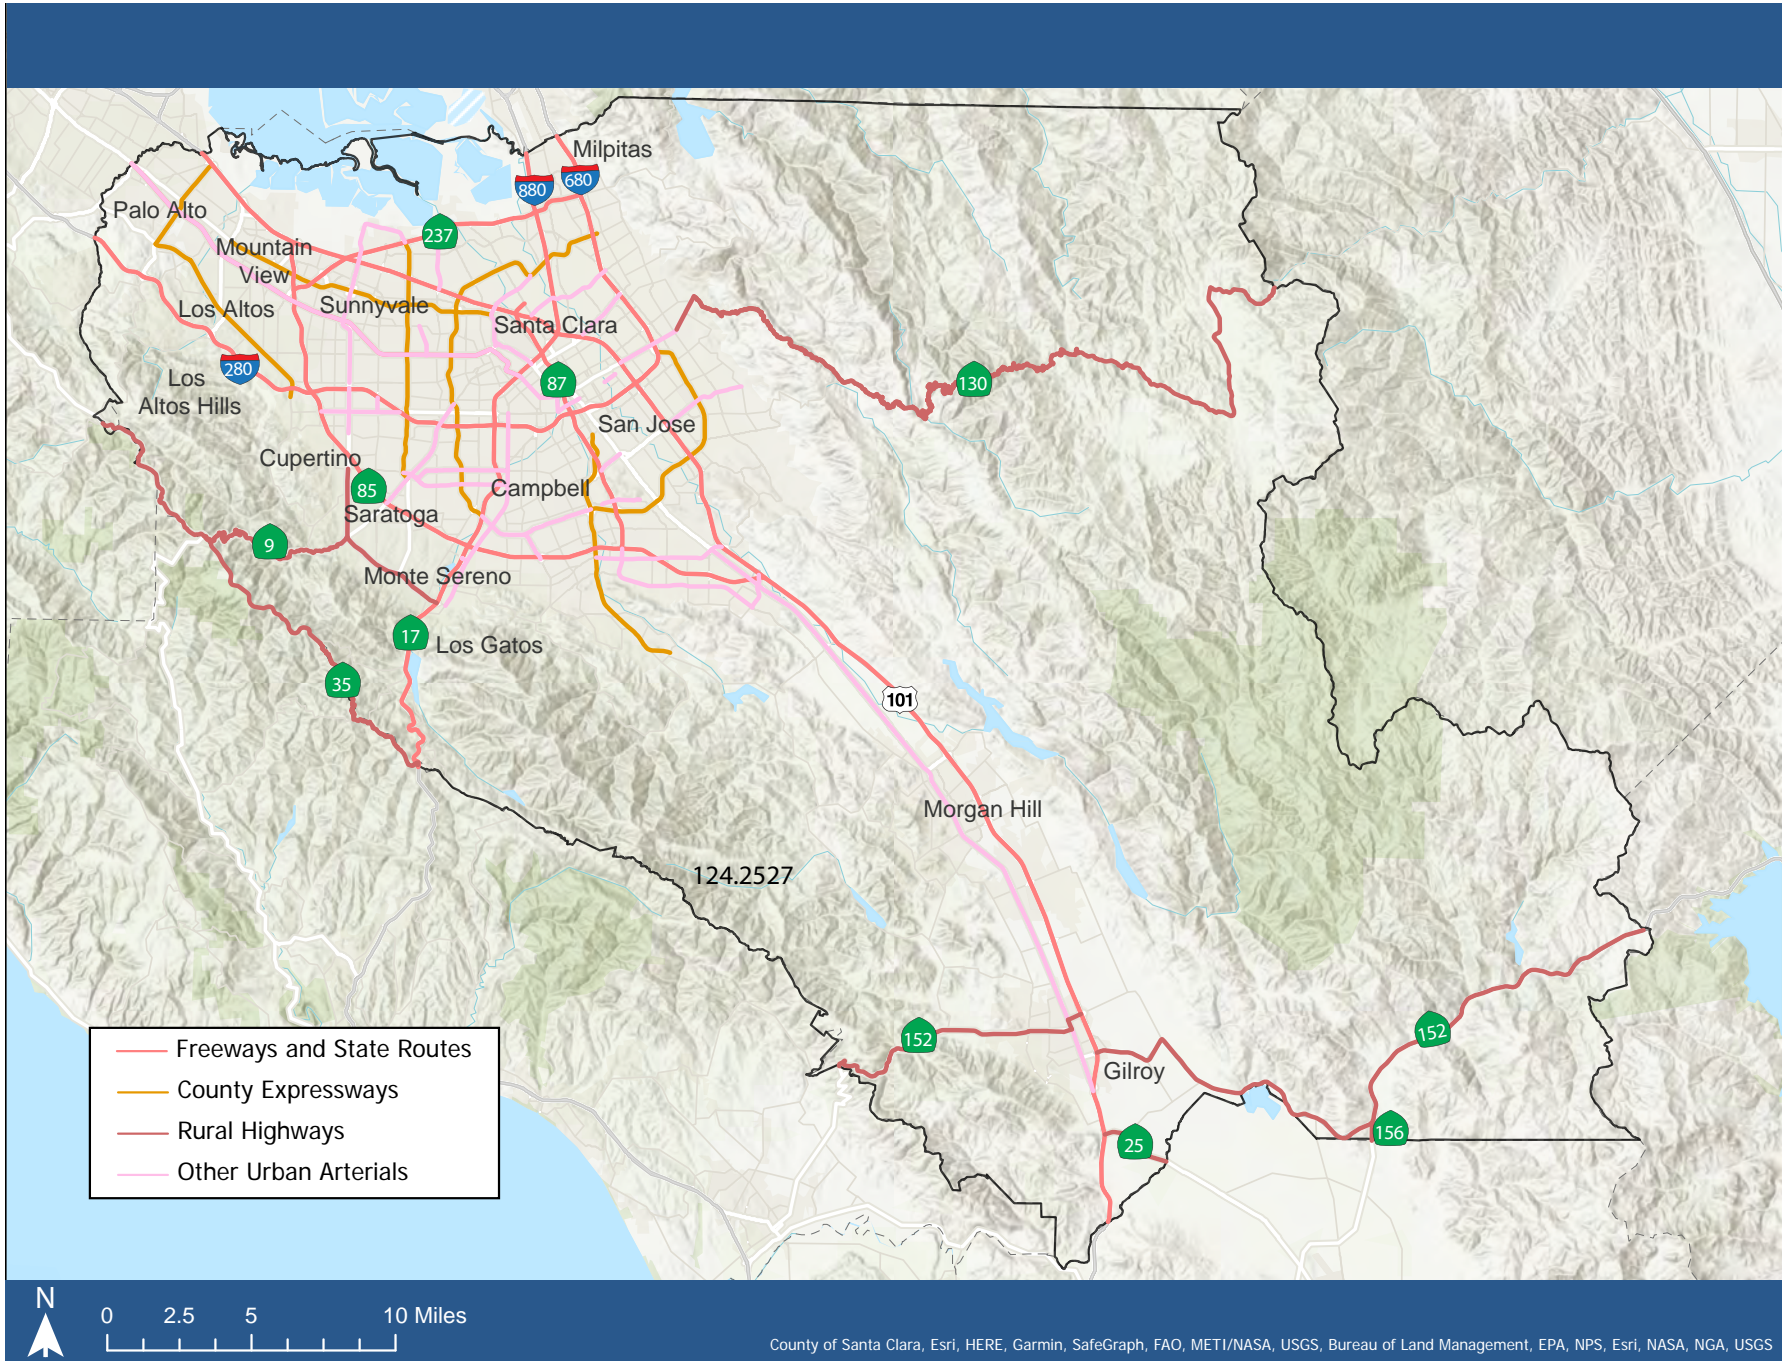 Milpitas
880
680
Palo Alto
237
Mountain
View
Los Altos
Sunnyvale
Santa Clara
280
Los
Altos Hills
87
130
San Jose
Cupertino
85
Campbell
Saratoga
9
Monte Sereno
17
Los Gatos
35
101
Morgan Hill
124.2527
152
152
Gilroy
25
156
Freeways and State Routes
County Expressways
Rural Highways
Other Urban Arterials
N
0 2.5 5 10 Miles
County of Santa Clara, Esri, HERE, Garmin, SafeGraph, FAO, METI/NASA, USGS, Bureau of Land Management, EPA, NPS, Esri, NASA, NGA, USGS